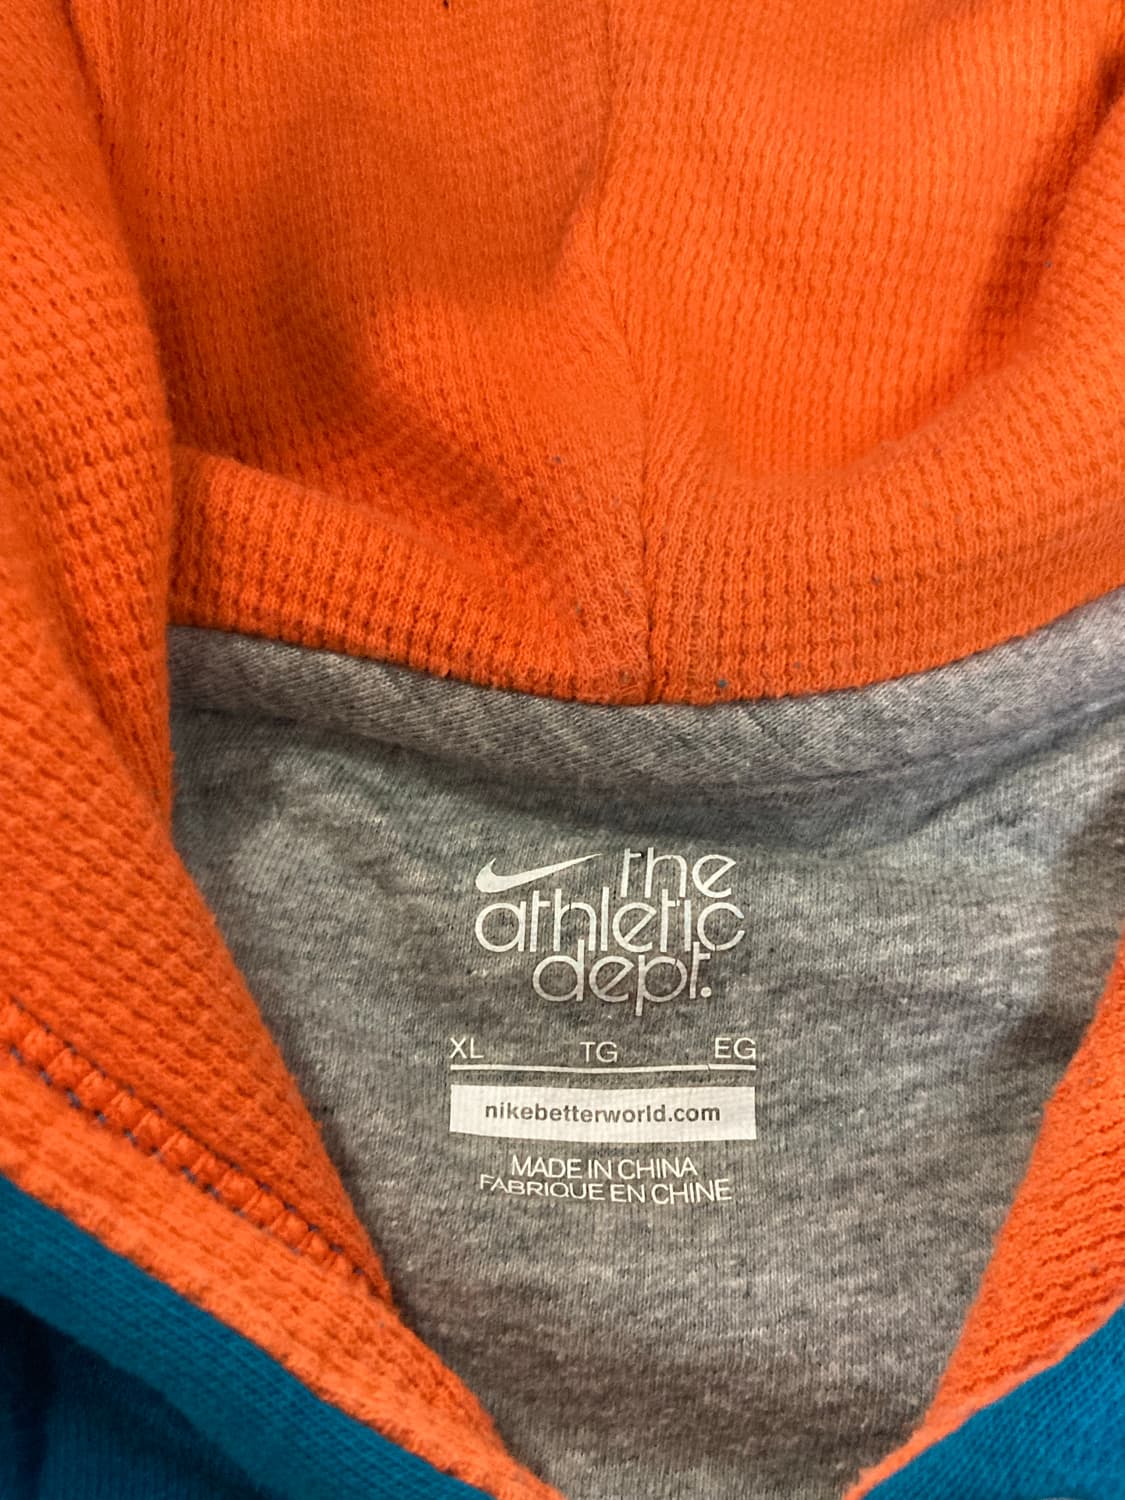 the
athletic
dept.
XL TG EG
nikebetterworld.com
MADE IN CHINA
FABRIQUE EN CHINE